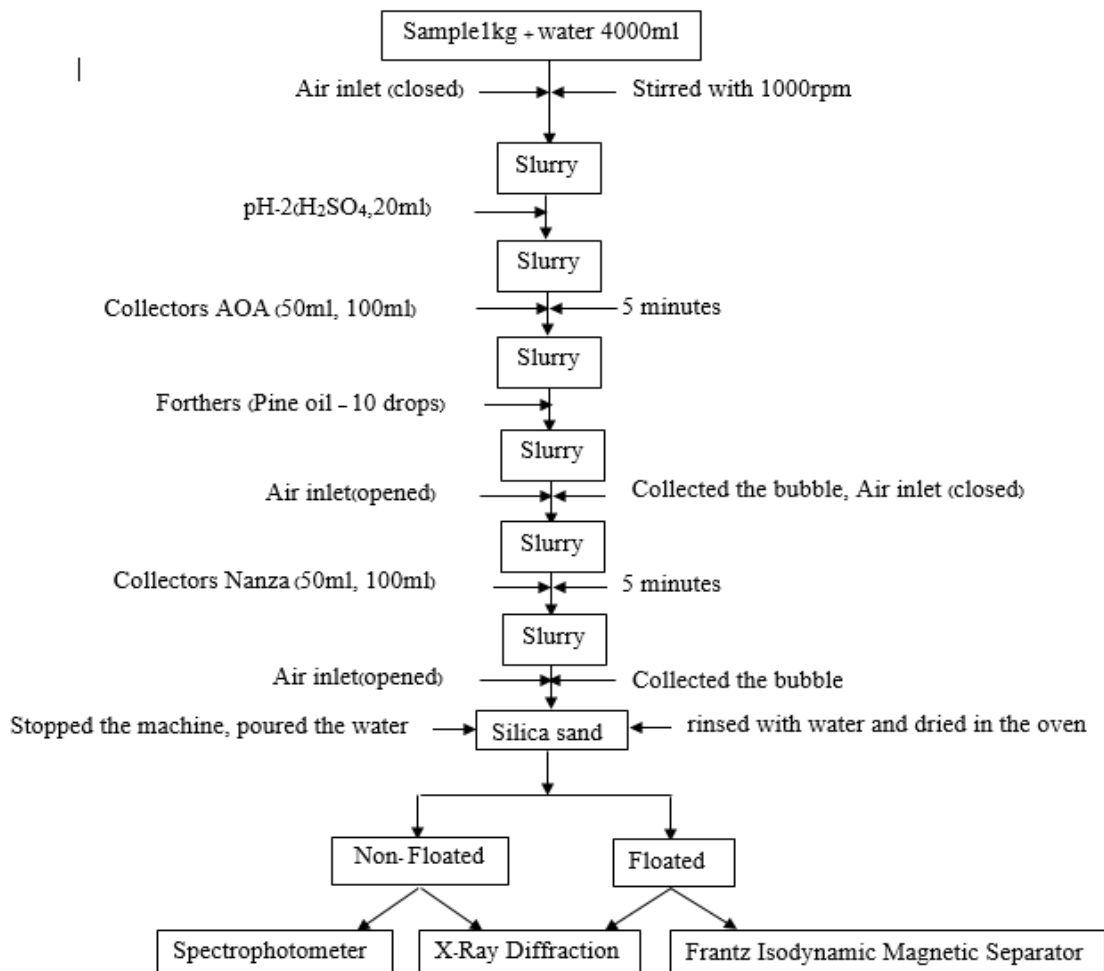 Sample1kg + water 4000ml
Air inlet (closed)
Stirred with 1000rpm
Slurry
pH-2(H₂SO₄,20ml)
Slurry
Collectors AOA (50ml, 100ml)
5 minutes
Slurry
Forthers (Pine oil – 10 drops)
Slurry
Air inlet(opened)
Collected the bubble, Air inlet (closed)
Slurry
Collectors Nanza (50ml, 100ml)
5 minutes
Slurry
Air inlet(opened)
Collected the bubble
Stopped the machine, poured the water
Silica sand
rinsed with water and dried in the oven
Non- Floated
Floated
Spectrophotometer
X-Ray Diffraction
Frantz Isodynamic Magnetic Separator